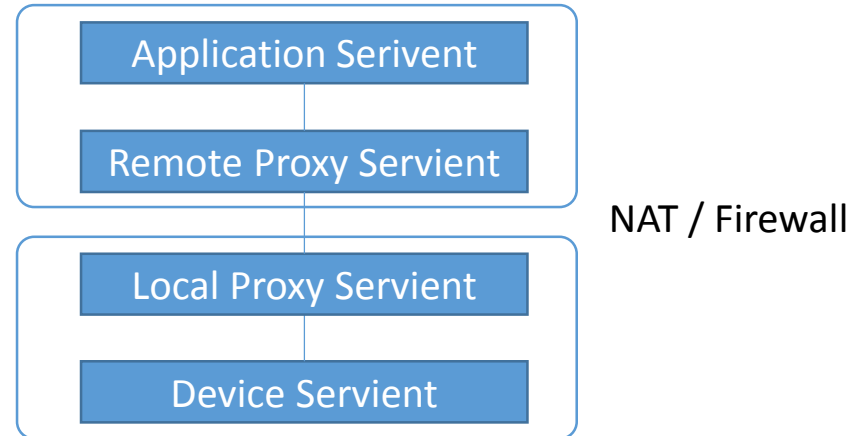 Application Serivent
Remote Proxy Servient
NAT / Firewall
Local Proxy Servient
Device Servient